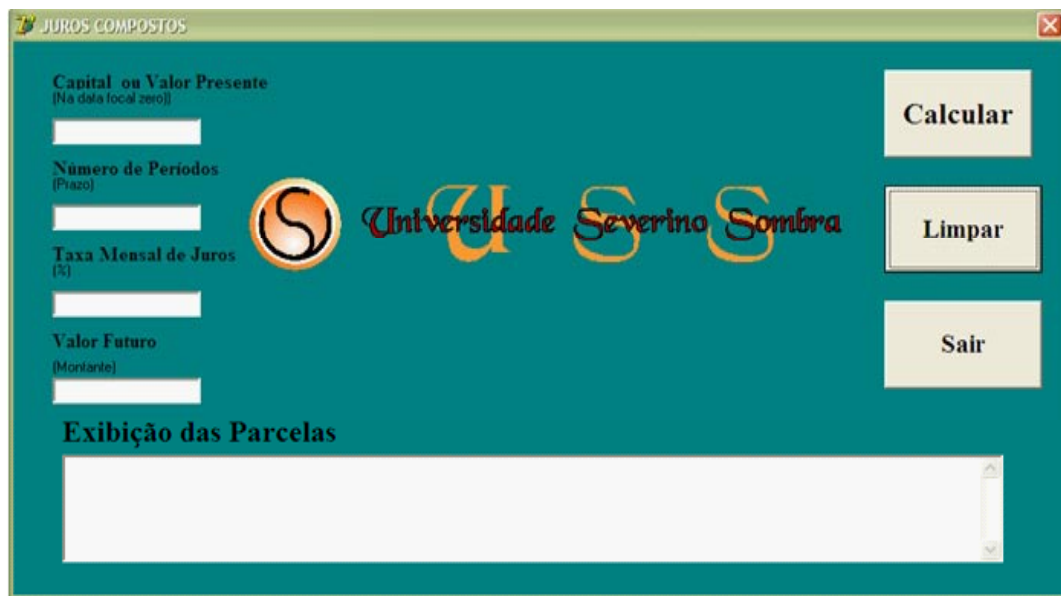 JUROS COMPOSTOS
Capital ou Valor Presente
(Na data focal zero))
Calcular
Número de Períodos
(Prazo)
U S S
Universidade Severino Sombra
Limpar
Taxa Mensal de Juros
(%)
Valor Futuro
(Montante)
Sair
Exibição das Parcelas